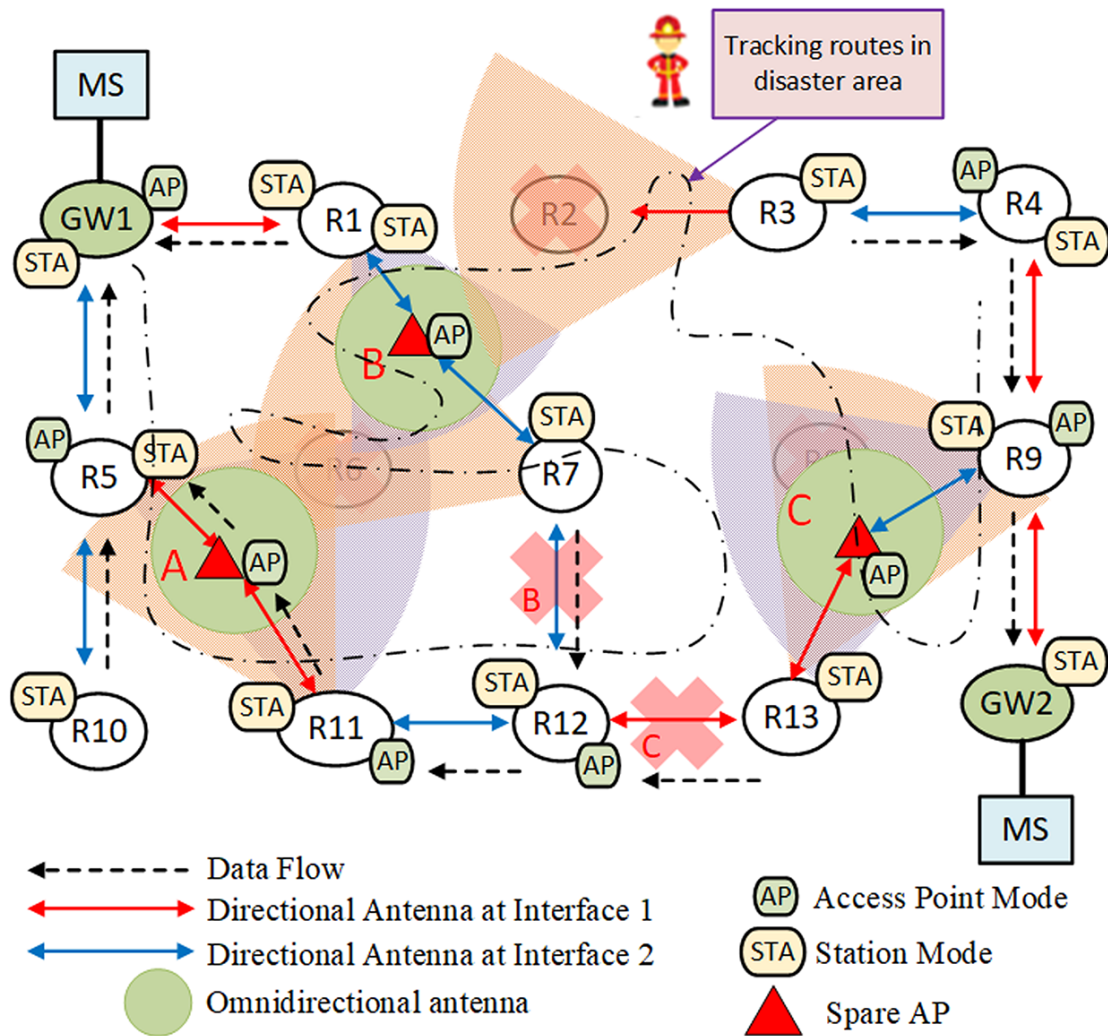 Tracking routes in
disaster area
MS
AP
STA
STA
AP
GW1
R1
R2
R3
R4
STA
STA
STA
AP
B
STA
AP
STA
STA
AP
R5
R6
R7
R9
C
A
AP
AP
B
STA
STA
STA
STA
STA
R10
R11
R12
R13
GW2
C
AP
AP
MS
Data Flow
AP
Access Point Mode
Directional Antenna at Interface 1
Directional Antenna at Interface 2
STA
Station Mode
Omnidirectional antenna
Spare AP